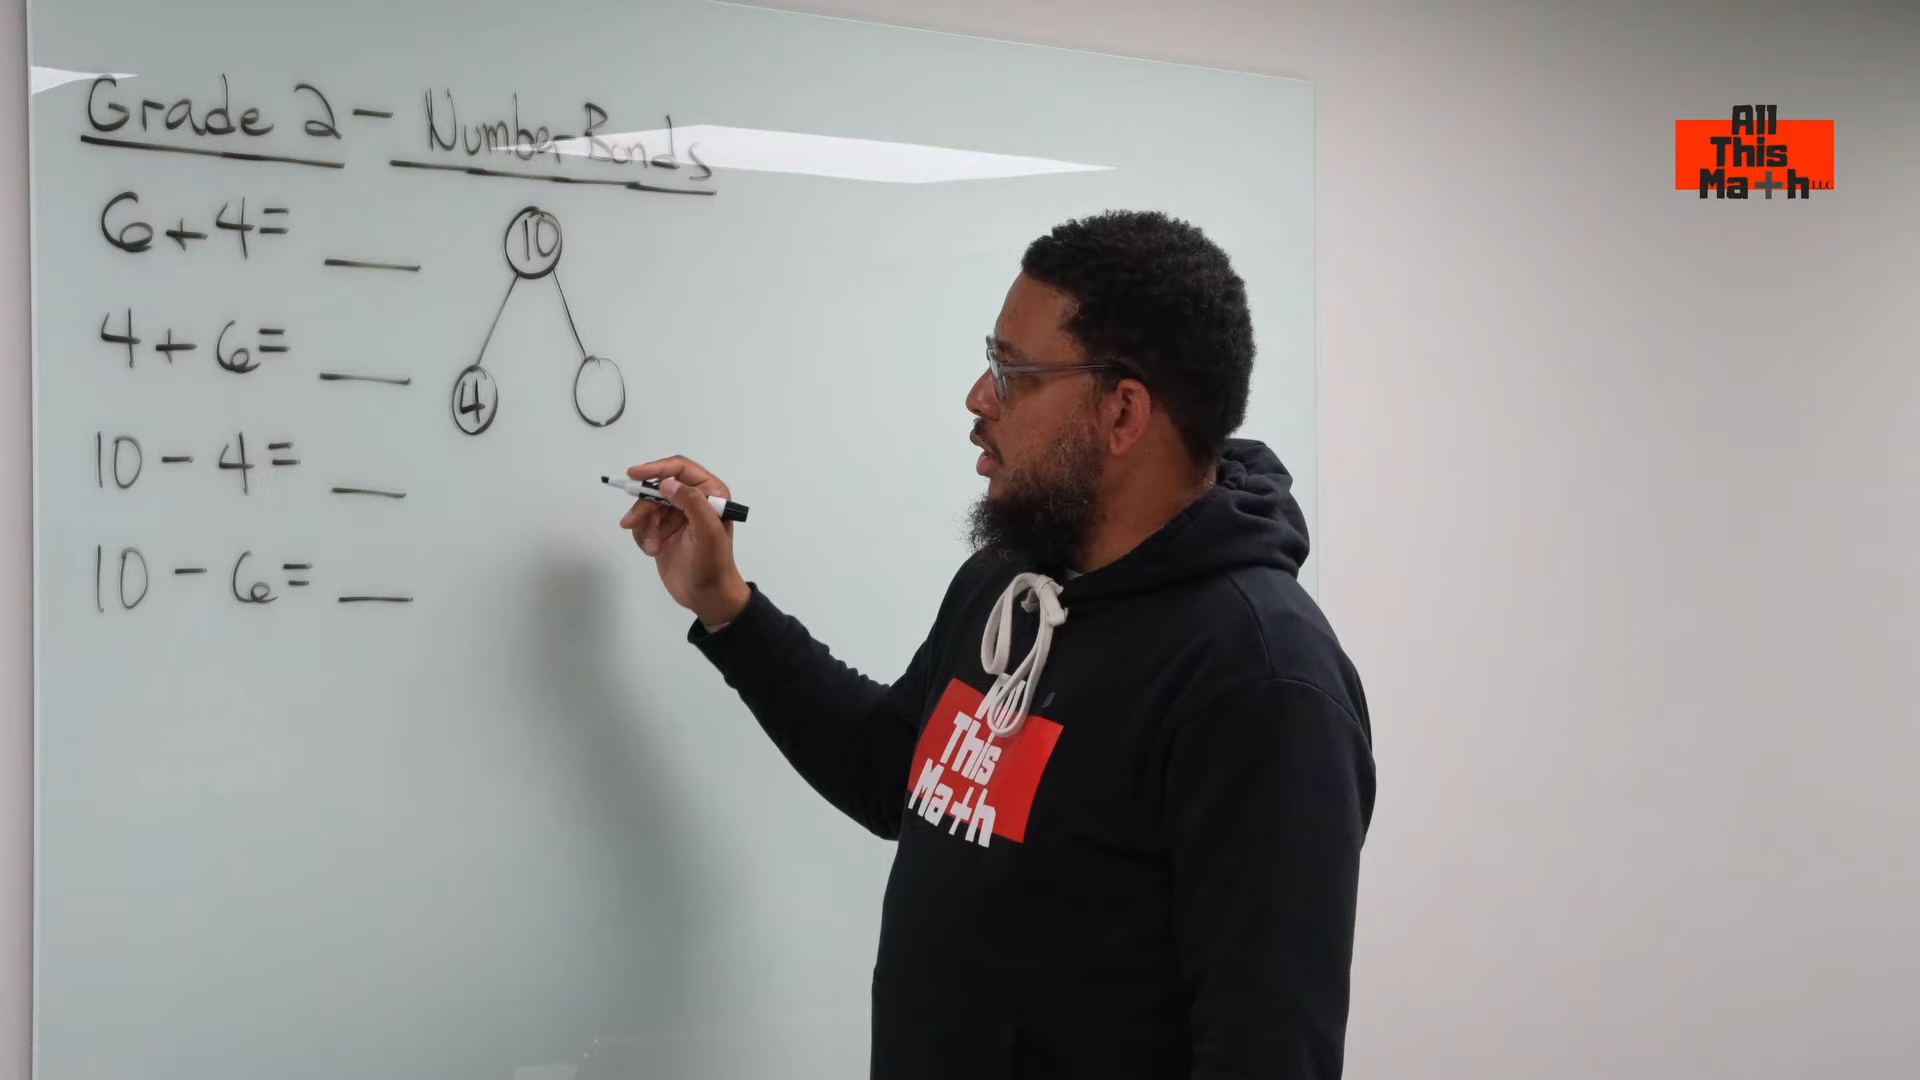 Grade 2 - Number Bonds
6 + 4 = __
4 + 6 = __
10 - 4 = __
10 - 6 = __
10
4
All
This
Math LLC
All
This
Math